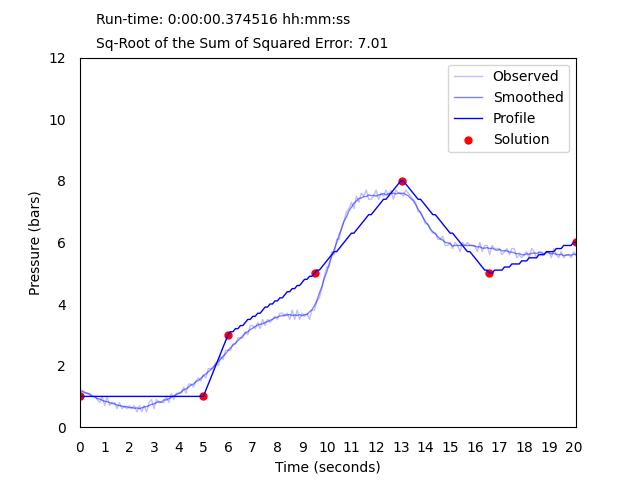 Run-time: 0:00:00.374516 hh:mm:ss
Sq-Root of the Sum of Squared Error: 7.01
12
10
8
6
4
2
0
Pressure (bars)
Observed
Smoothed
Profile
Solution
0 1 2 3 4 5 6 7 8 9 10 11 12 13 14 15 16 17 18 19 20
Time (seconds)